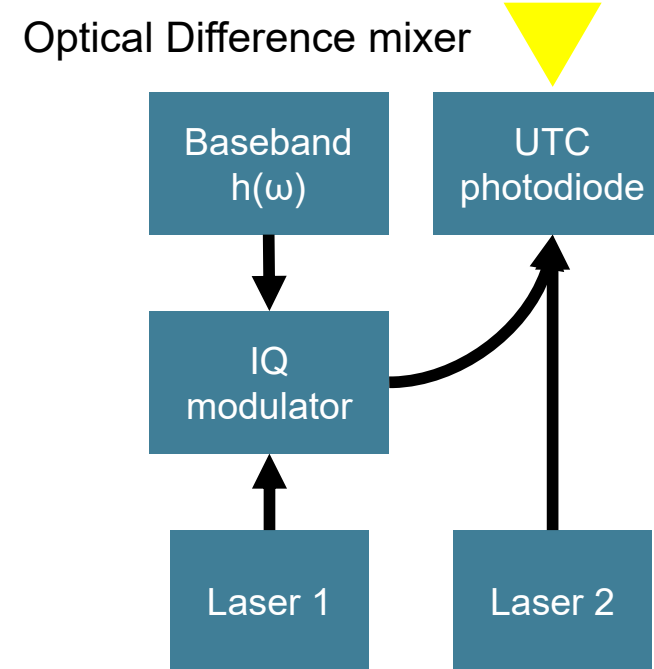 Optical Difference mixer
Baseband
h(ω)
UTC
photodiode
IQ
modulator
Laser 1
Laser 2